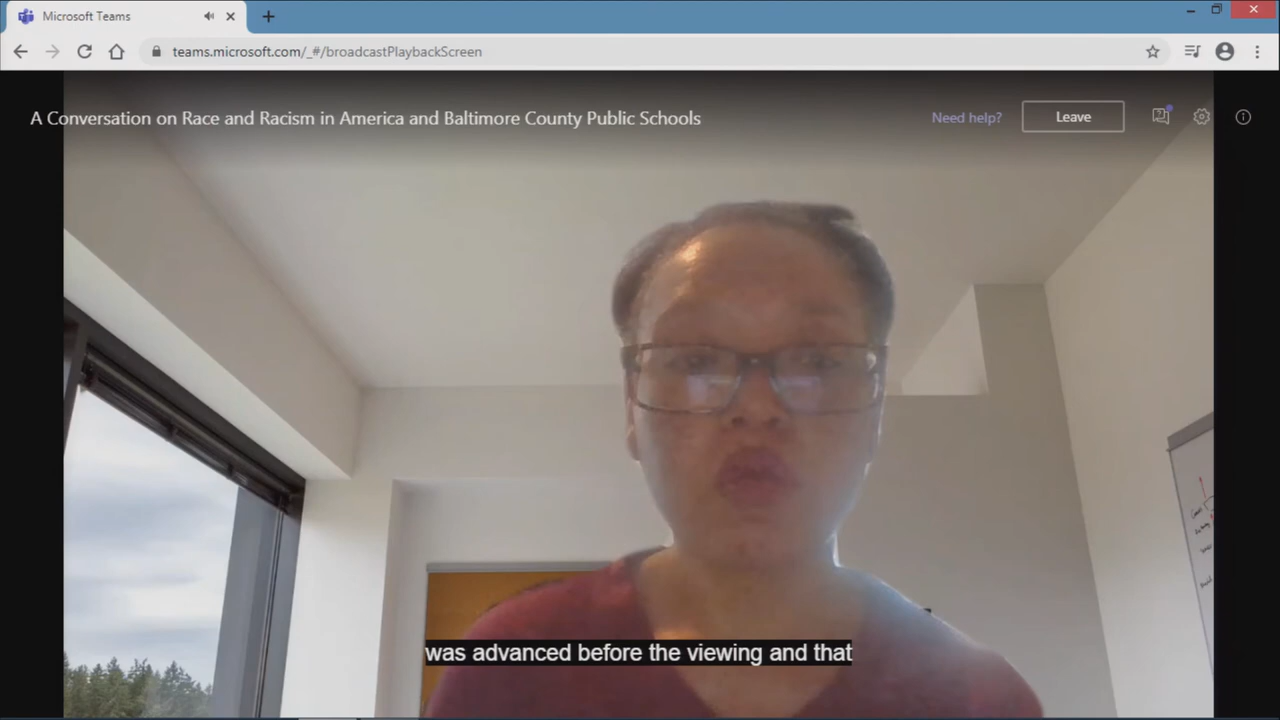 Microsoft Teams
teams.microsoft.com/_#/broadcastPlaybackScreen
A Conversation on Race and Racism in America and Baltimore County Public Schools
Need help?
Leave
was advanced before the viewing and that